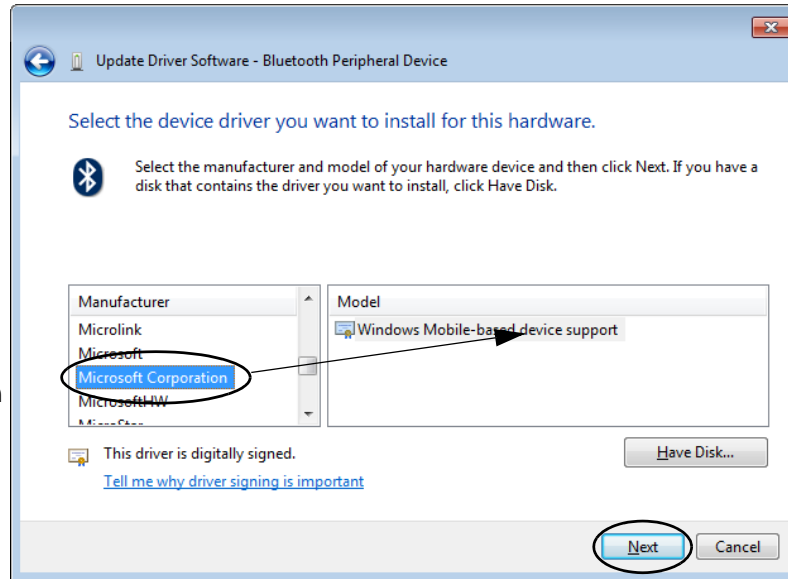 Update Driver Software - Bluetooth Peripheral Device
Select the device driver you want to install for this hardware.
Select the manufacturer and model of your hardware device and then click Next. If you have a
disk that contains the driver you want to install, click Have Disk.
Manufacturer
Microlink
Microsoft
Microsoft Corporation
MicrosoftHW
Model
Windows Mobile-based device support
This driver is digitally signed.
Tell me why driver signing is important
Have Disk...
Next
Cancel